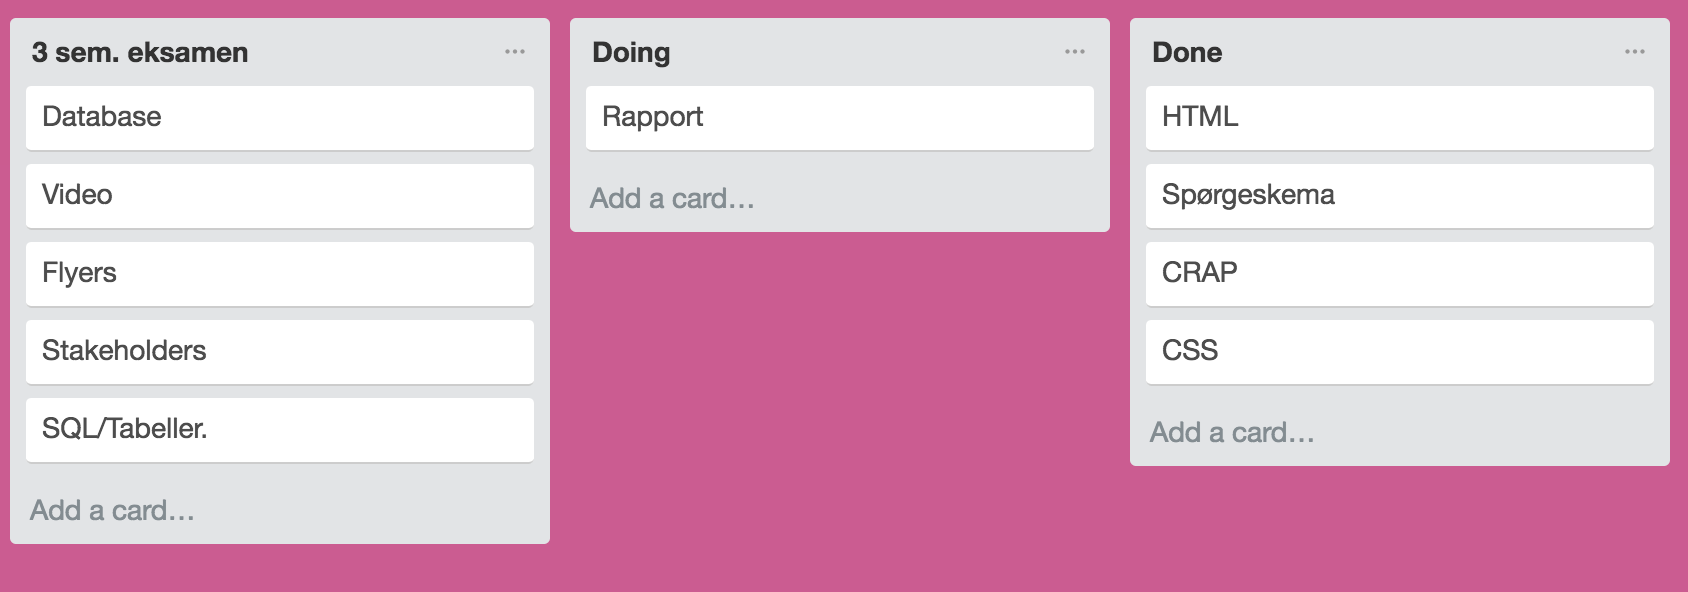 3 sem. eksamen
Database
Video
Flyers
Stakeholders
SQL/Tabeller.
Add a card...
Doing
Rapport
Add a card...
Done
HTML
Spørgeskema
CRAP
CSS
Add a card...